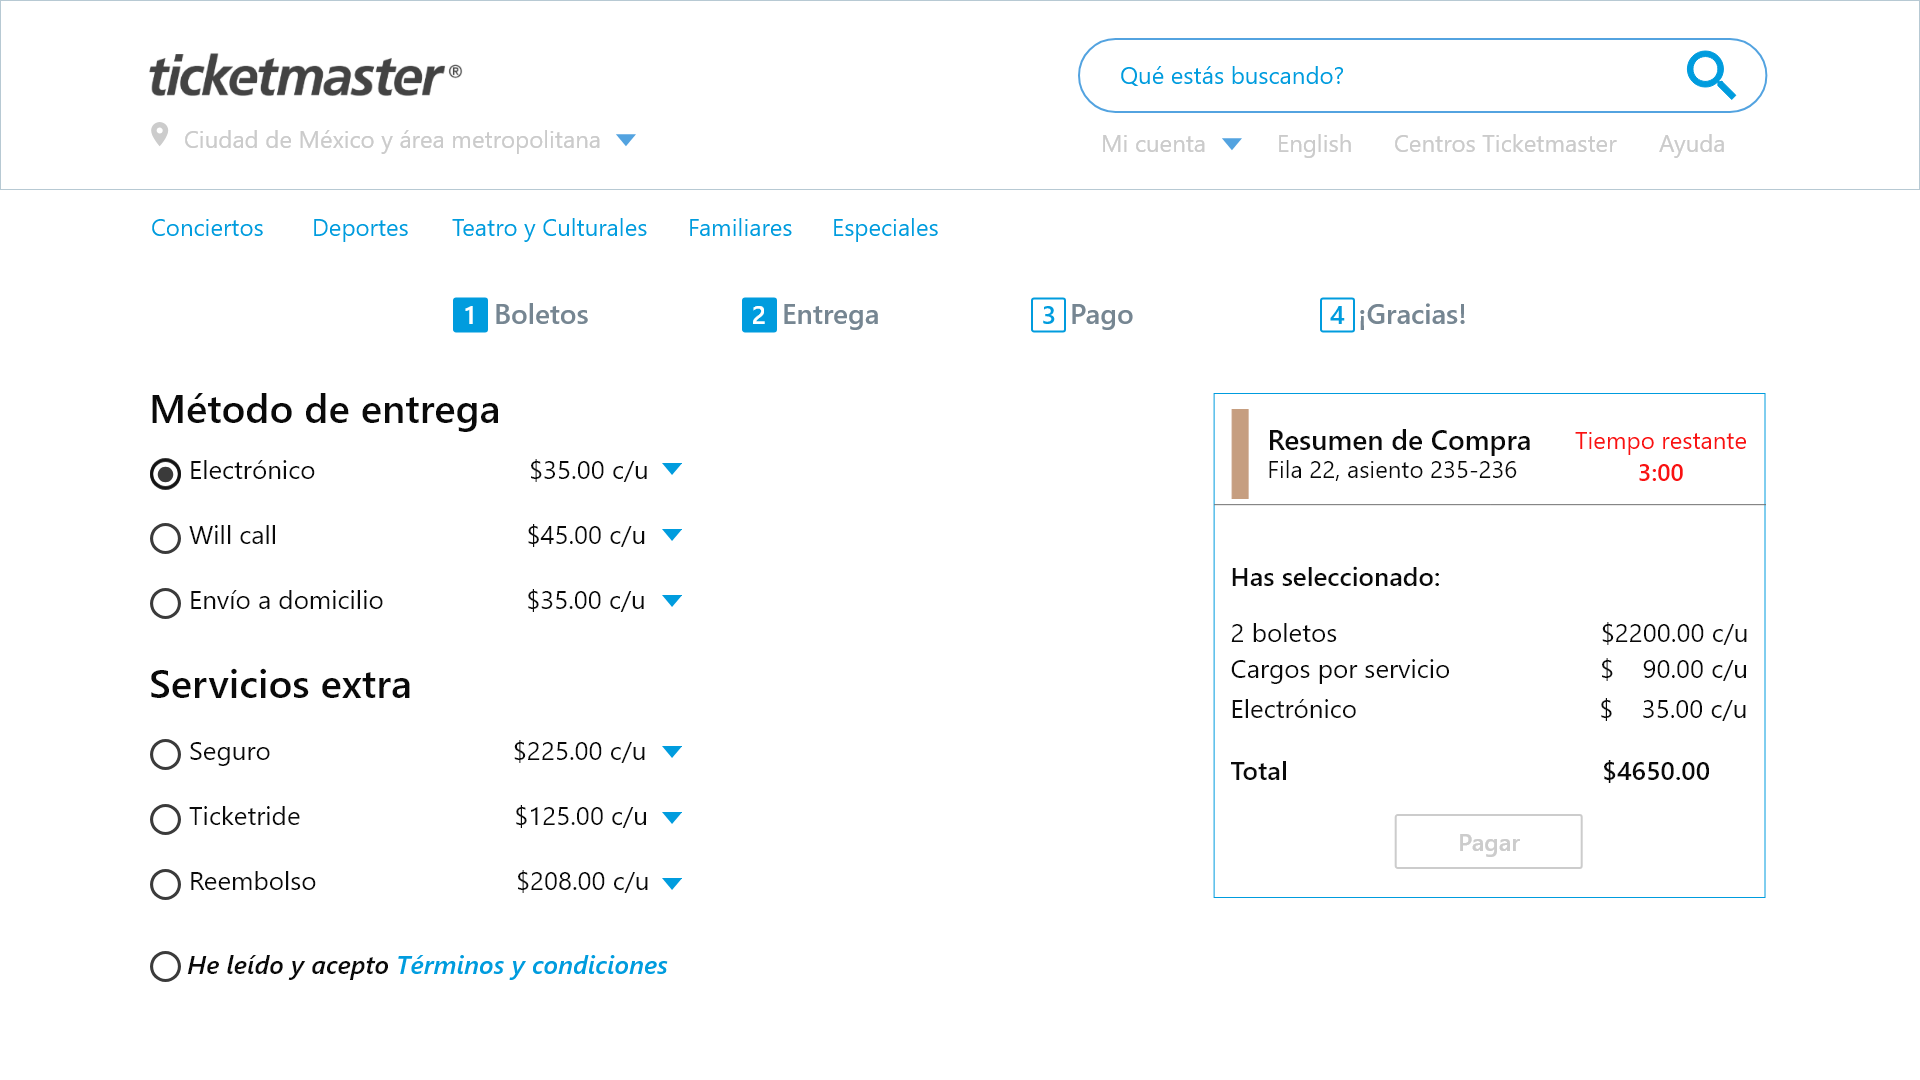 ticketmaster®
Qué estás buscando?
Ciudad de México y área metropolitana
Mi cuenta English Centros Ticketmaster Ayuda
Conciertos Deportes Teatro y Culturales Familiares Especiales
1 Boletos 2 Entrega 3 Pago 4 ¡Gracias!
Método de entrega
Electrónico $35.00 c/u
Will call $45.00 c/u
Envío a domicilio $35.00 c/u
Servicios extra
Seguro $225.00 c/u
Ticketride $125.00 c/u
Reembolso $208.00 c/u
He leído y acepto Términos y condiciones
Resumen de Compra
Fila 22, asiento 235-236
Tiempo restante
3:00
Has seleccionado:
2 boletos $2200.00 c/u
Cargos por servicio $ 90.00 c/u
Electrónico $ 35.00 c/u
Total $4650.00
Pagar